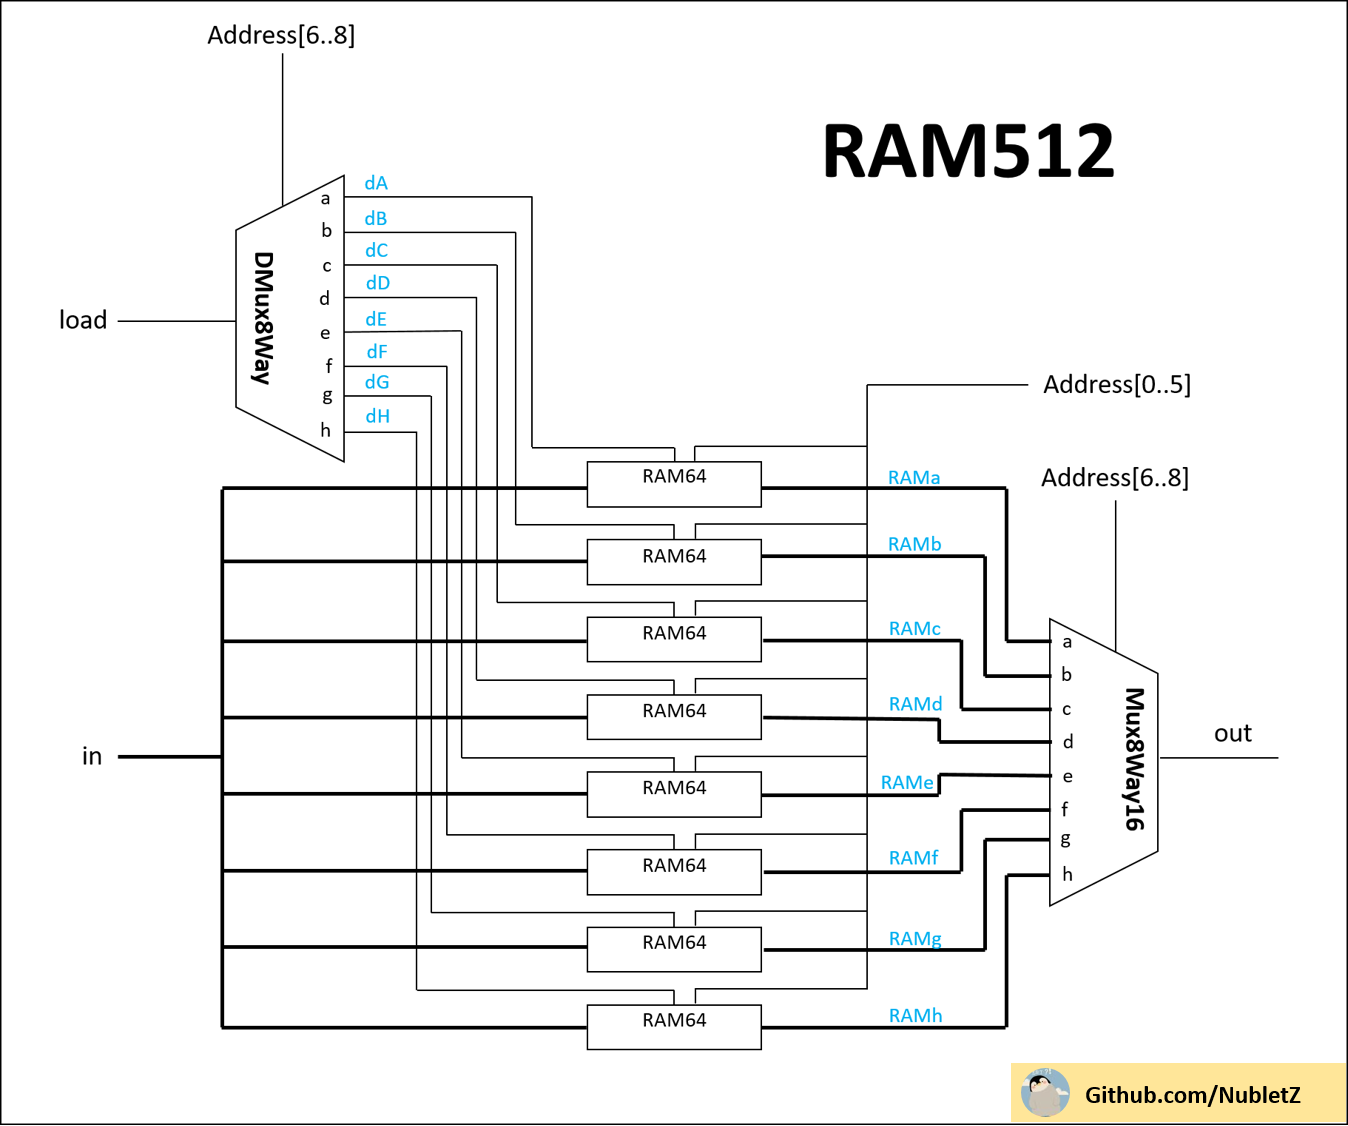 Address[6..8]
RAM512
DMux8Way
load
a
b
c
d
e
f
g
h
dA
dB
dC
dD
dE
dF
dG
dH
Address[0..5]
Address[6..8]
in
RAM64
RAM64
RAM64
RAM64
RAM64
RAM64
RAM64
RAM64
RAMa
RAMb
RAMc
RAMd
RAMe
RAMf
RAMg
RAMh
a
b
c
d
e
f
g
h
Mux8Way16
out
Github.com/NubletZ